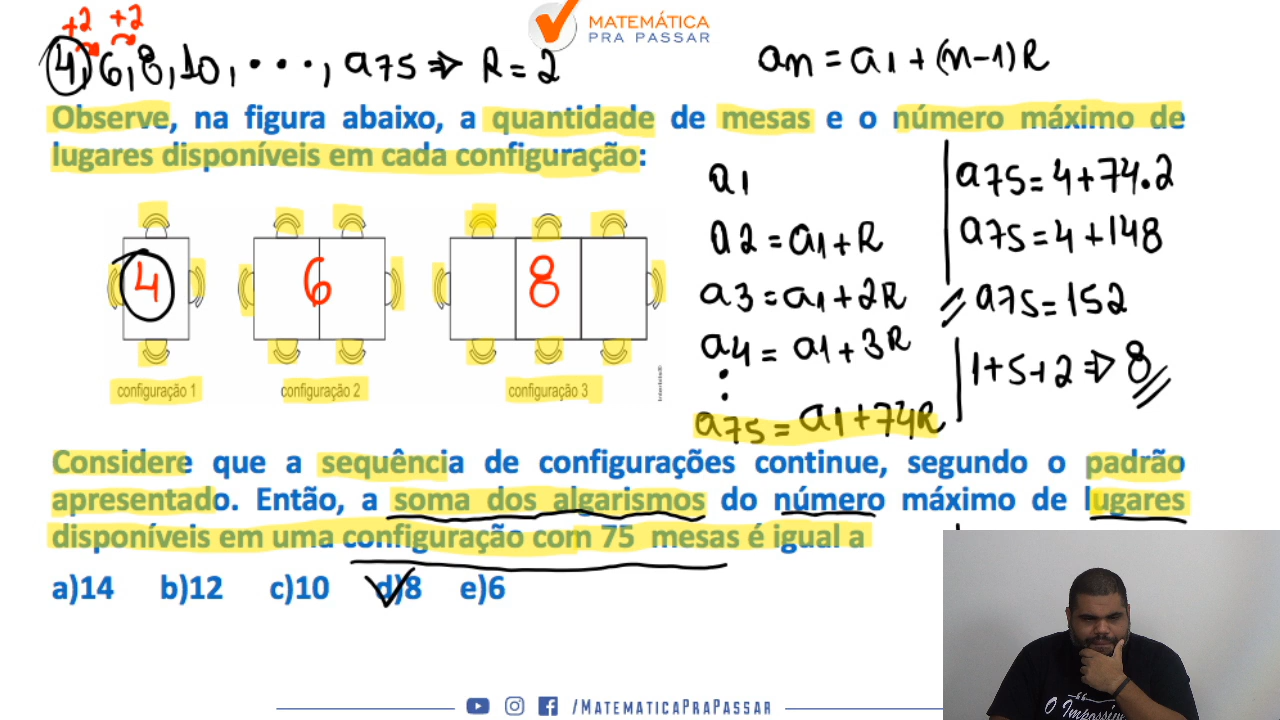 +2 +2
MATEMÁTICA
PRA PASSAR
4, 6, 8, 10, ..., a75 ⇒ R = 2
an = a1 + (n-1) R
Observe, na figura abaixo, a quantidade de mesas e o número máximo de
lugares disponíveis em cada configuração:
4
6
8
configuração 1
configuração 2
configuração 3
a1
a2 = a1 + R
a3 = a1 + 2R
a4 = a1 + 3R
a75 = a1 + 74R
a75 = 4 + 74.2
a75 = 4 + 148
a75 = 152
1+5+2 ⇒ 8
Considere que a sequência de configurações continue, segundo o padrão
apresentado. Então, a soma dos algarismos do número máximo de lugares
disponíveis em uma configuração com 75 mesas é igual a
a)14 b)12 c)10 d)8 e)6
O Impossív
/MatematicaPraPassar